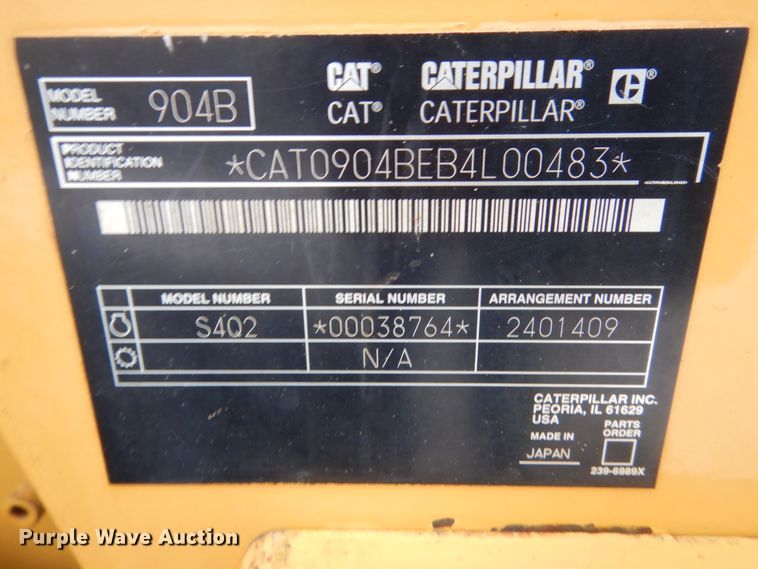 MODEL NUMBER 904B
CAT® CATERPILLAR® C®
CAT® CATERPILLAR®
PRODUCT IDENTIFICATION NUMBER *CAT0904BEB4L00483*
*CAT0904BEB4L00483*
MODEL NUMBER SERIAL NUMBER ARRANGEMENT NUMBER
S4Q2 *00038764* 2401409
N/A
CATERPILLAR INC.
PEORIA, IL 61629
USA
MADE IN
JAPAN
PARTS
ORDER
239-6989X
Purple Wave Auction